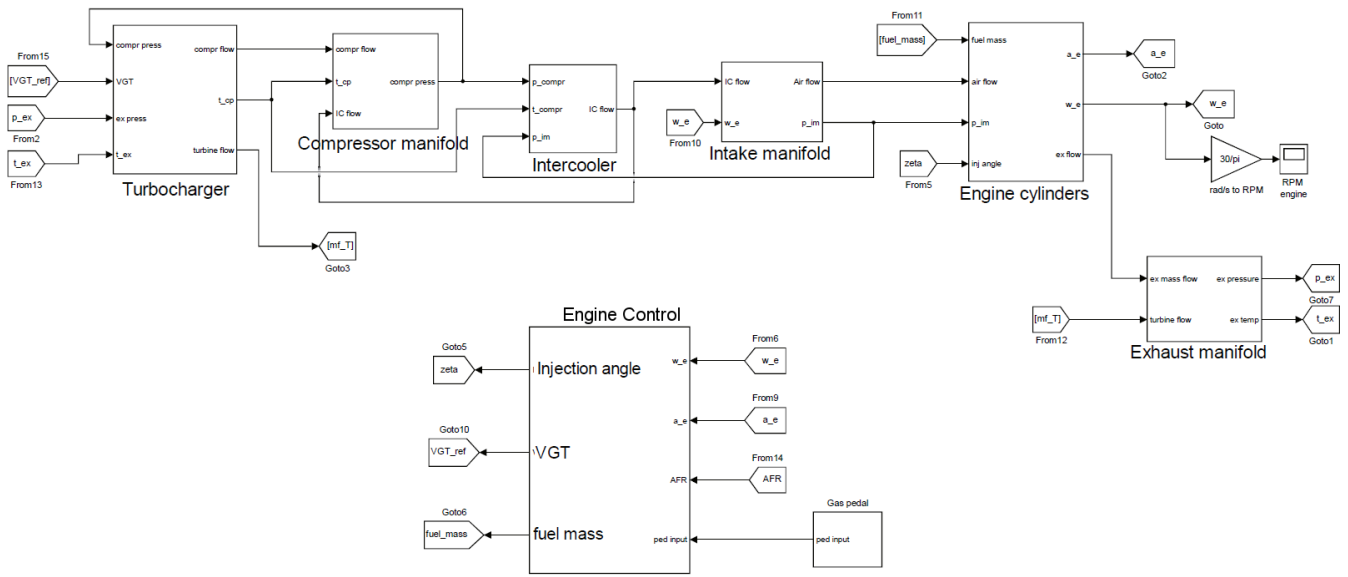 From15
[VGT_ref]
p_ex
From2
t_ex
From13
compr press
VGT
ex press
t_ex
compr flow
t_cp
turbine flow
Turbocharger
[mf_T]
Goto3
compr flow
t_cp
IC flow
compr press
Compressor manifold
p_compr
t_compr
p_im
IC flow
Intercooler
w_e
From10
IC flow
w_e
Air flow
p_im
Intake manifold
From11
[fuel_mass]
zeta
From5
fuel mass
air flow
p_im
inj angle
a_e
w_e
ex flow
Engine cylinders
a_e
Goto2
w_e
Goto
30/pi
rad/s to RPM
RPM
engine
[mf_T]
From12
ex mass flow
turbine flow
ex pressure
ex temp
Exhaust manifold
p_ex
Goto7
t_ex
Goto1
Engine Control
Goto5
zeta
Goto10
VGT_ref
Goto6
fuel_mass
Injection angle
VGT
fuel mass
w_e
a_e
AFR
ped input
From6
w_e
From9
a_e
From14
AFR
Gas pedal
ped input